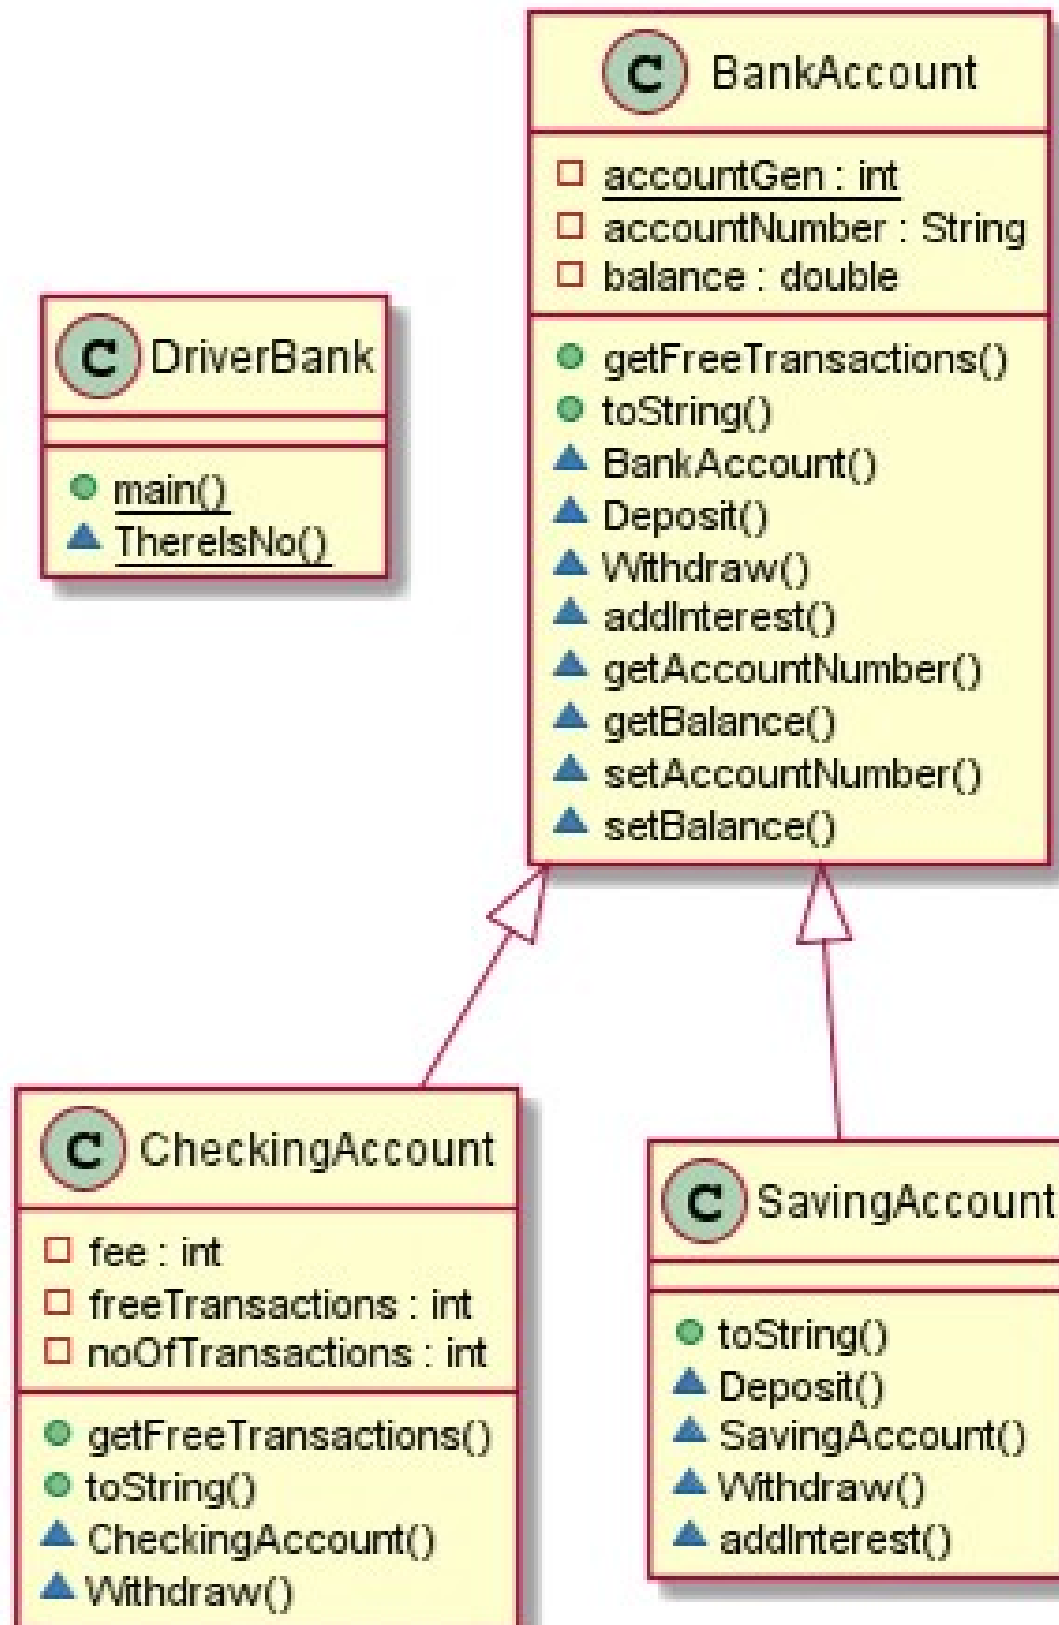 C BankAccount
accountGen : int
accountNumber : String
balance : double
getFreeTransactions()
toString()
BankAccount()
Deposit()
Withdraw()
addInterest()
getAccountNumber()
getBalance()
setAccountNumber()
setBalance()
C DriverBank
main()
ThereIsNo()
C CheckingAccount
fee : int
freeTransactions : int
noOfTransactions : int
getFreeTransactions()
toString()
CheckingAccount()
Withdraw()
C SavingAccount
toString()
Deposit()
SavingAccount()
Withdraw()
addInterest()